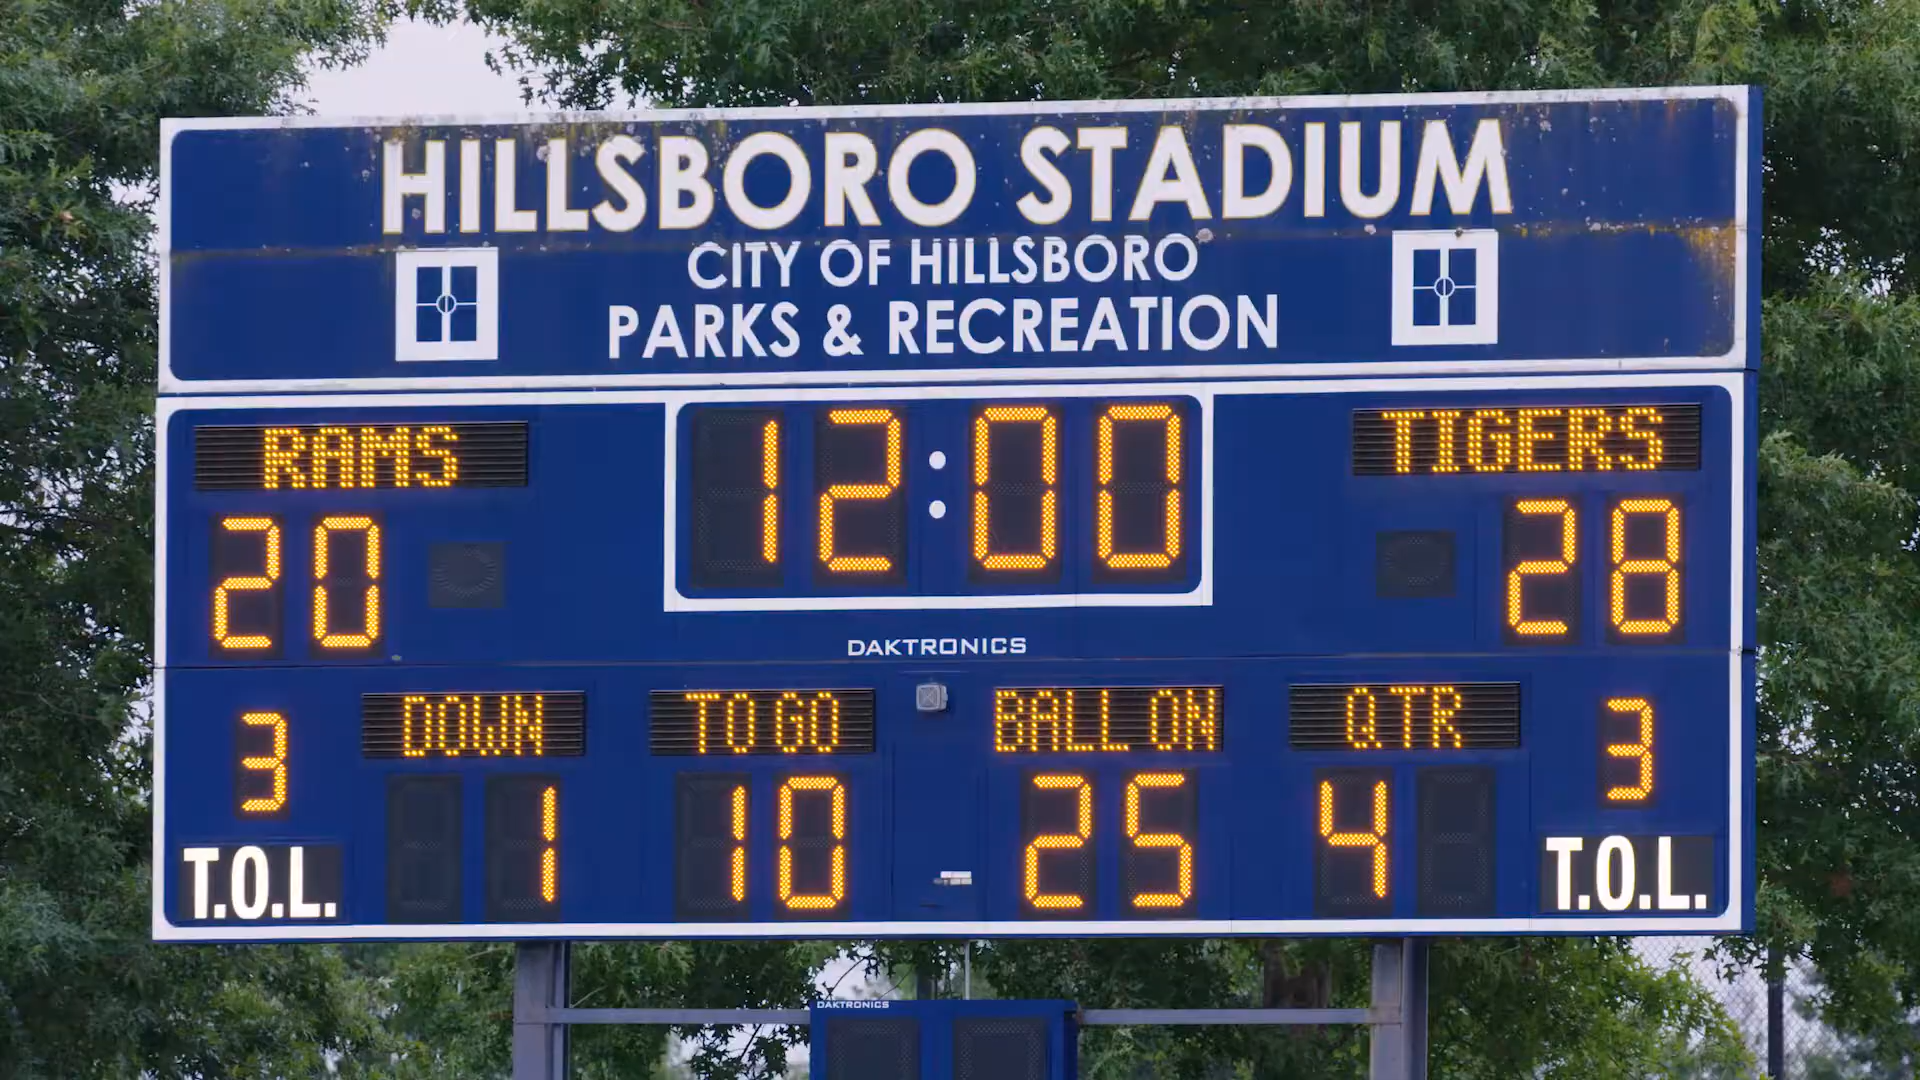 HILLSBORO STADIUM
CITY OF HILLSBORO
PARKS & RECREATION
RAMS 12:00 TIGERS
20 28
DAKTRONICS
3 DOWN TO GO BALL ON QTR 3
1 10 25 4
T.O.L. T.O.L.
DAKTRONICS